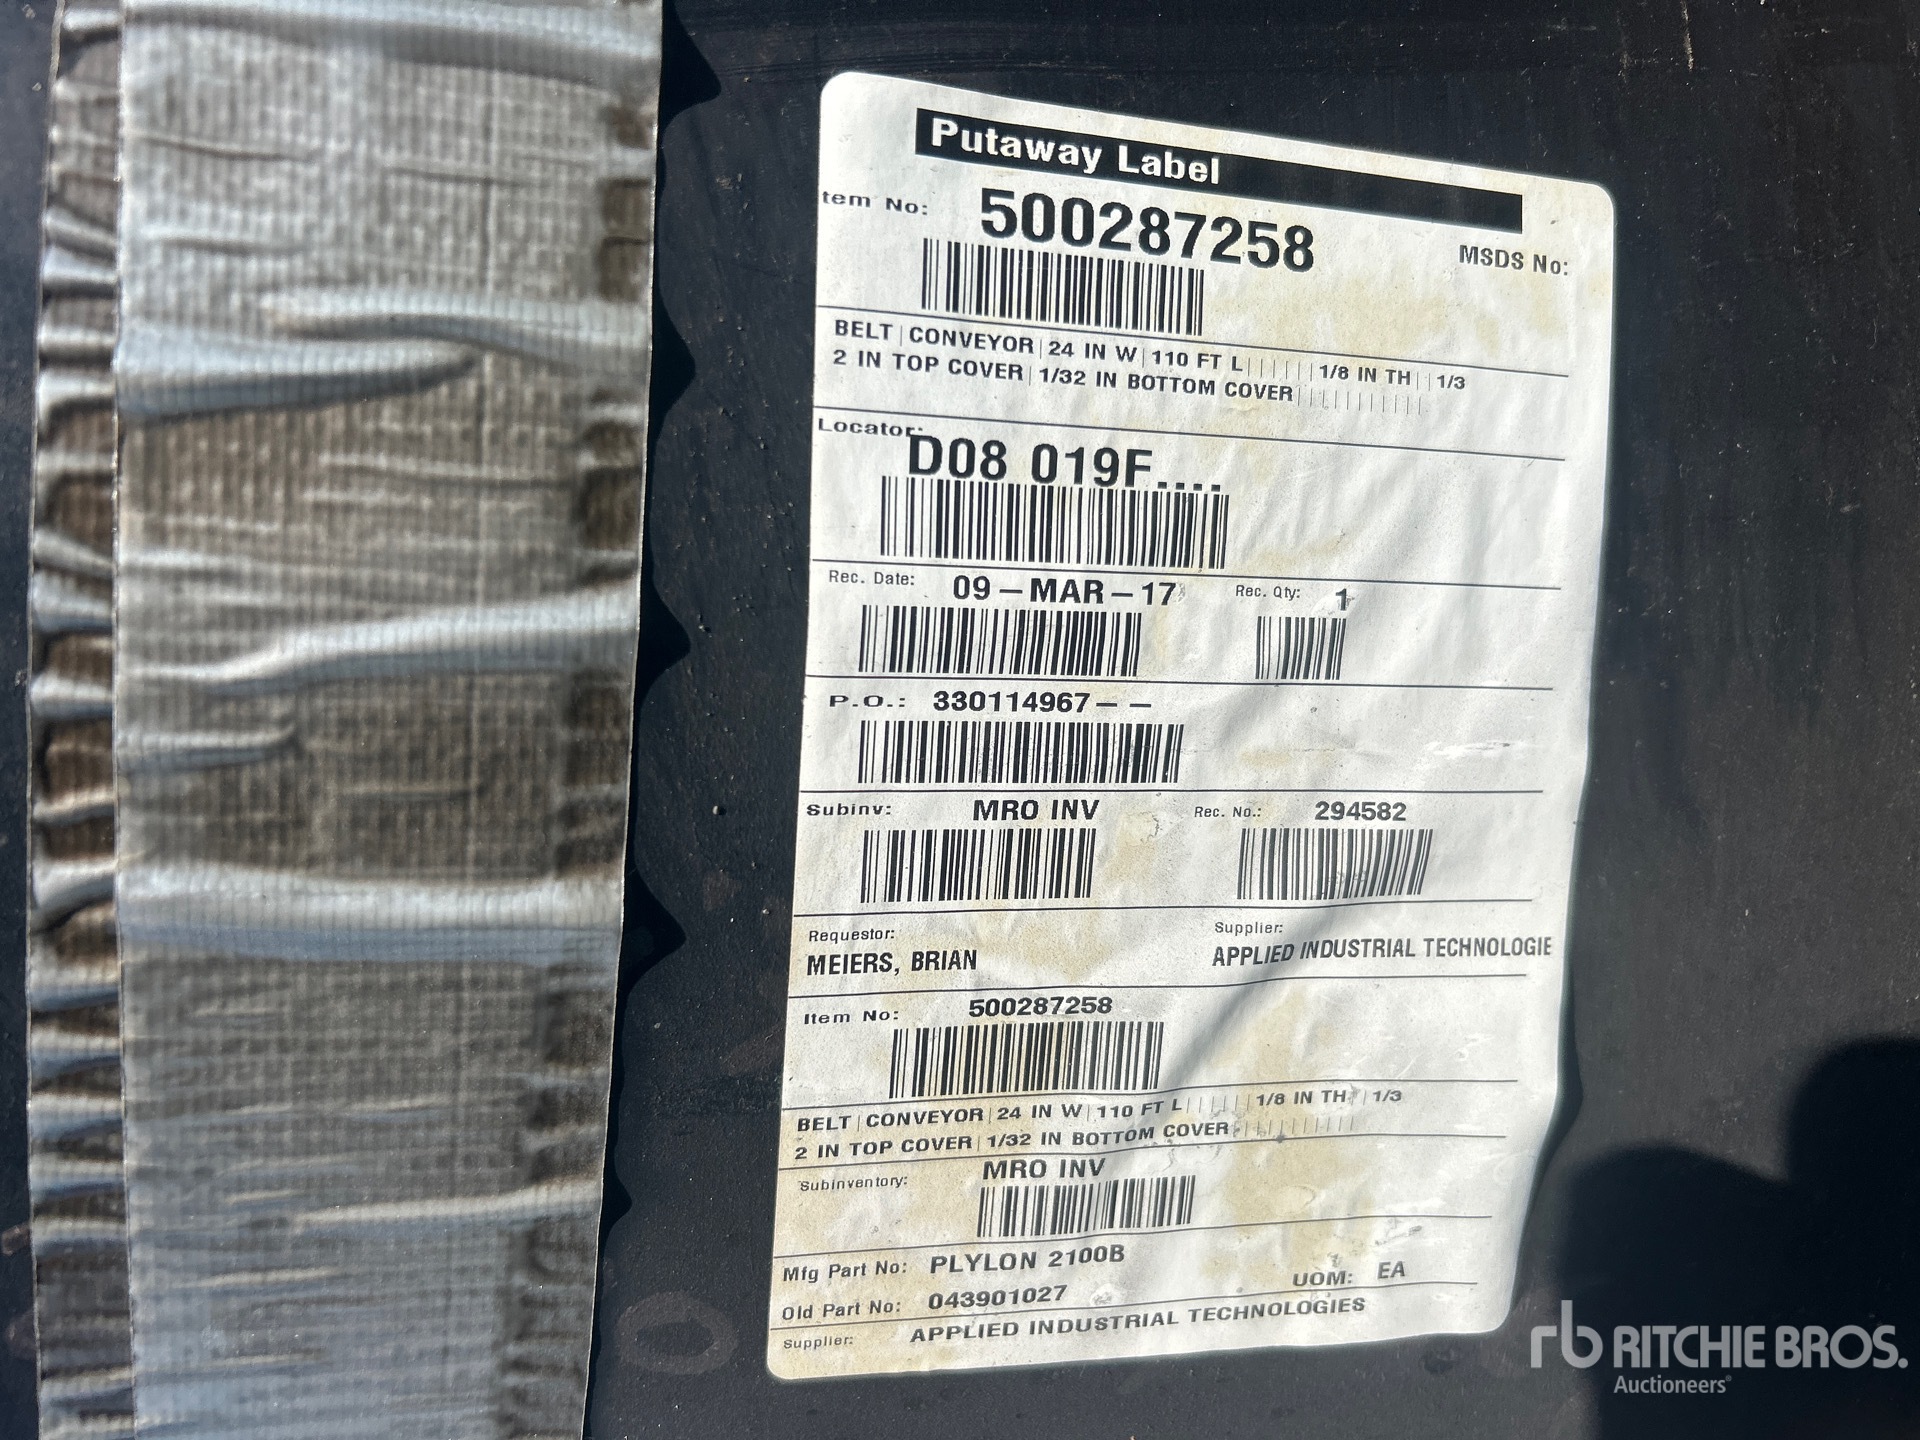 Putaway Label
tem No: 500287258
MSDS No:
BELT|CONVEYOR|24 IN W|110 FT L||||||1/8 IN TH||1/3
2 IN TOP COVER|1/32 IN BOTTOM COVER||||||||||
Locator: D08 019F....
Rec. Date: 09-MAR-17 Rec. Qty: 1
P.O.: 330114967--
Subinv: MRO INV Rec. No.: 294582
Requestor: Supplier:
MEIERS, BRIAN APPLIED INDUSTRIAL TECHNOLOGIE
Item No: 500287258
BELT|CONVEYOR|24 IN W|110 FT L||||||1/8 IN TH||1/3
2 IN TOP COVER|1/32 IN BOTTOM COVER||||||||||
Subinventory: MRO INV
Mfg Part No: PLYLON 2100B
Old Part No: 043901027 UOM: EA
Supplier: APPLIED INDUSTRIAL TECHNOLOGIES
rb RITCHIE BROS.
Auctioneers®